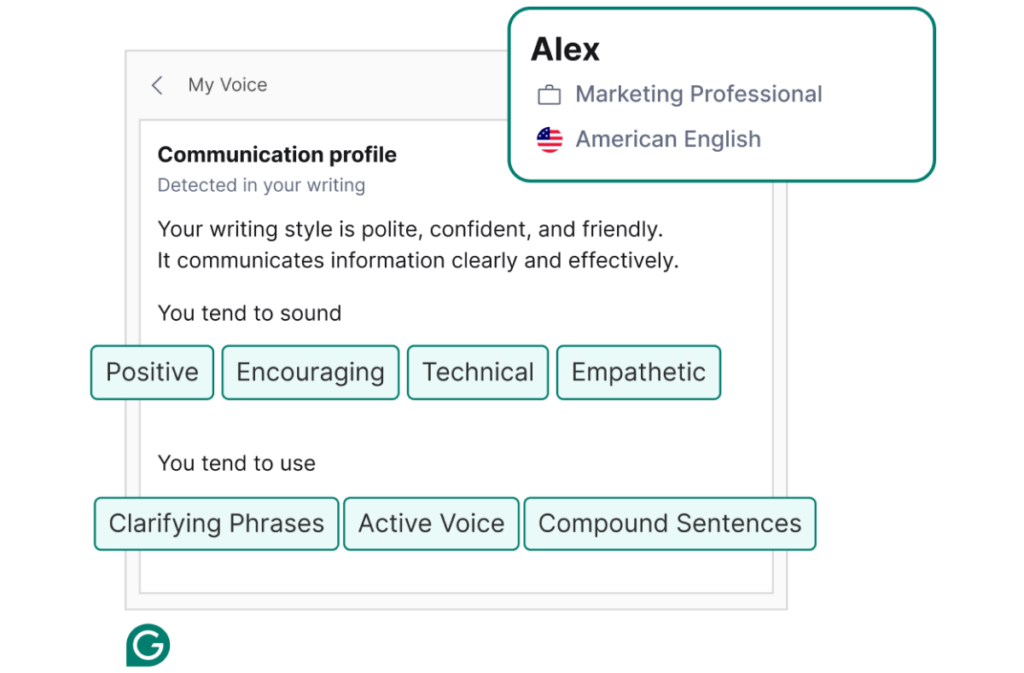 Alex
Marketing Professional
American English
My Voice
Communication profile
Detected in your writing
Your writing style is polite, confident, and friendly.
It communicates information clearly and effectively.
You tend to sound
Positive Encouraging Technical Empathetic
You tend to use
Clarifying Phrases Active Voice Compound Sentences
G